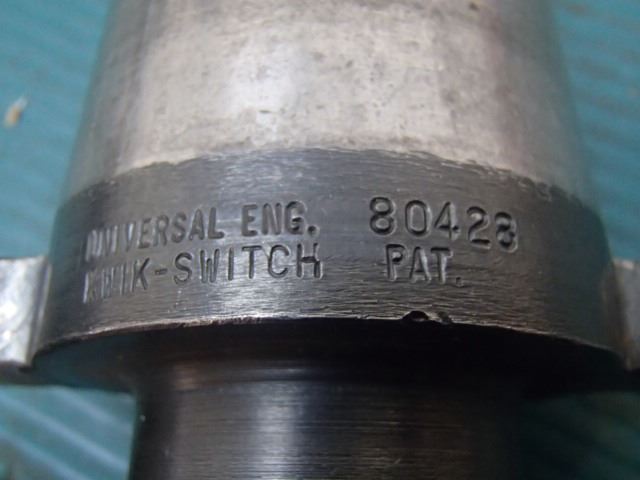 UNIVERSAL ENG. 80428
KWIK-SWITCH PAT.